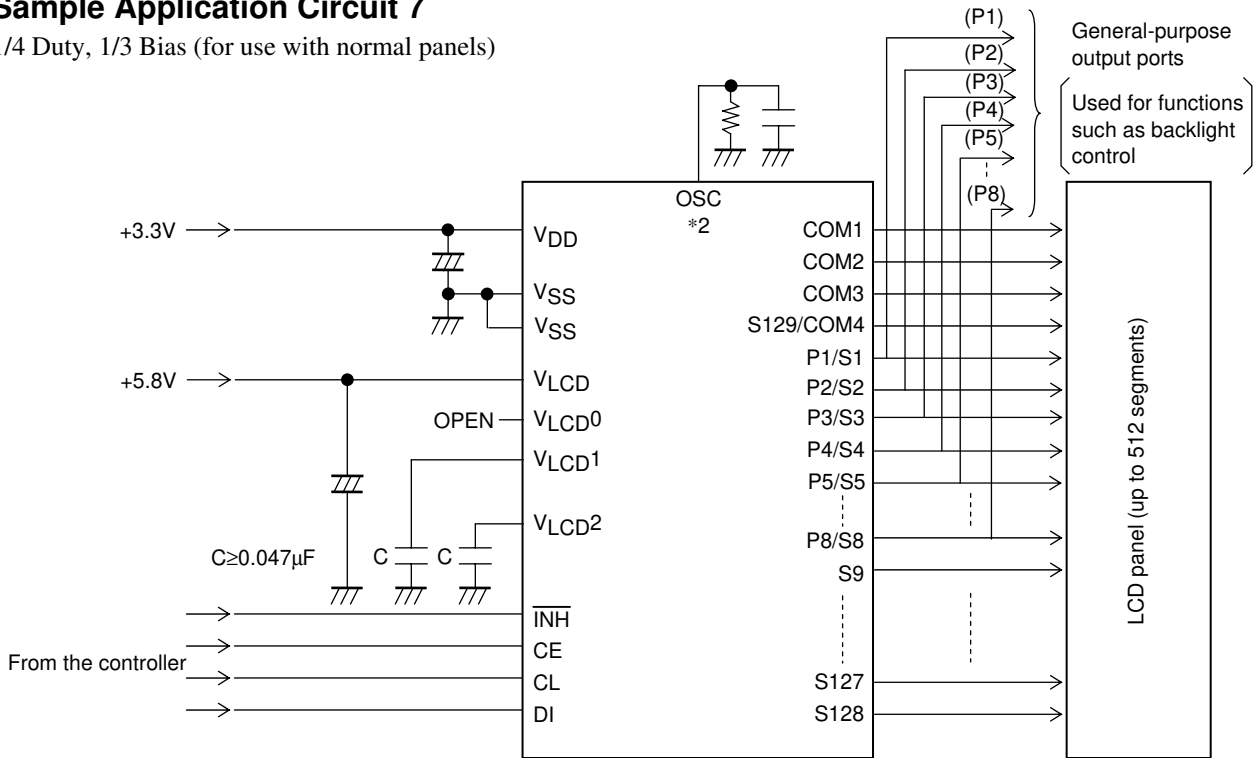 Sample Application Circuit 7
1/4 Duty, 1/3 Bias (for use with normal panels)
(P1)
(P2)
(P3)
(P4)
(P5)
(P8)
General-purpose
output ports
Used for functions
such as backlight
control
OSC
*2
+3.3V
VDD
VSS
VSS
+5.8V
VLCD
OPEN
VLCD0
VLCD1
VLCD2
C≥0.047μF
C
C
From the controller
INH
CE
CL
DI
COM1
COM2
COM3
S129/COM4
P1/S1
P2/S2
P3/S3
P4/S4
P5/S5
P8/S8
S9
S127
S128
LCD panel (up to 512 segments)